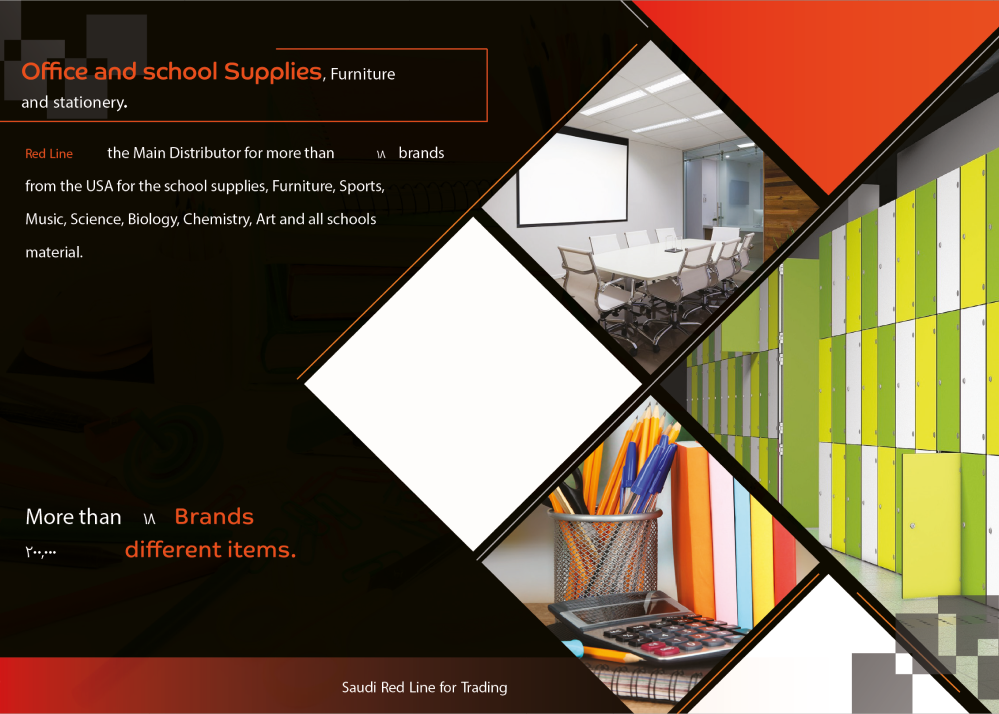 Office and school Supplies, Furniture
and stationery.
Red Line the Main Distributor for more than ١٨ brands
from the USA for the school supplies, Furniture, Sports,
Music, Science, Biology, Chemistry, Art and all schools
material.
More than ١٨ Brands
٢٠٠,٠٠٠ different items.
Saudi Red Line for Trading